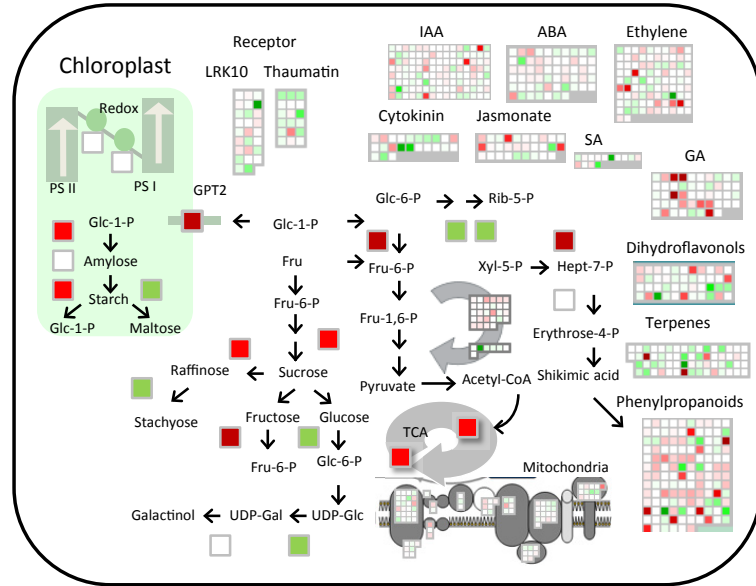 IAA
ABA
Ethylene
Receptor
Chloroplast
LRK10
Thaumatin
Redox
Cytokinin
Jasmonate
SA
GA
PS II
PS I
GPT2
Glc-6-P
Rib-5-P
Glc-1-P
Glc-1-P
Dihydroflavonols
Amylose
Fru
Fru-6-P
Xyl-5-P
Hept-7-P
Starch
Fru-6-P
Fru-1,6-P
Terpenes
Glc-1-P
Maltose
Erythrose-4-P
Raffinose
Sucrose
Pyruvate
Acetyl-CoA
Shikimic acid
Stachyose
Fructose
Glucose
Phenylpropanoids
TCA
Fru-6-P
Glc-6-P
Mitochondria
Galactinol
UDP-Gal
UDP-Glc